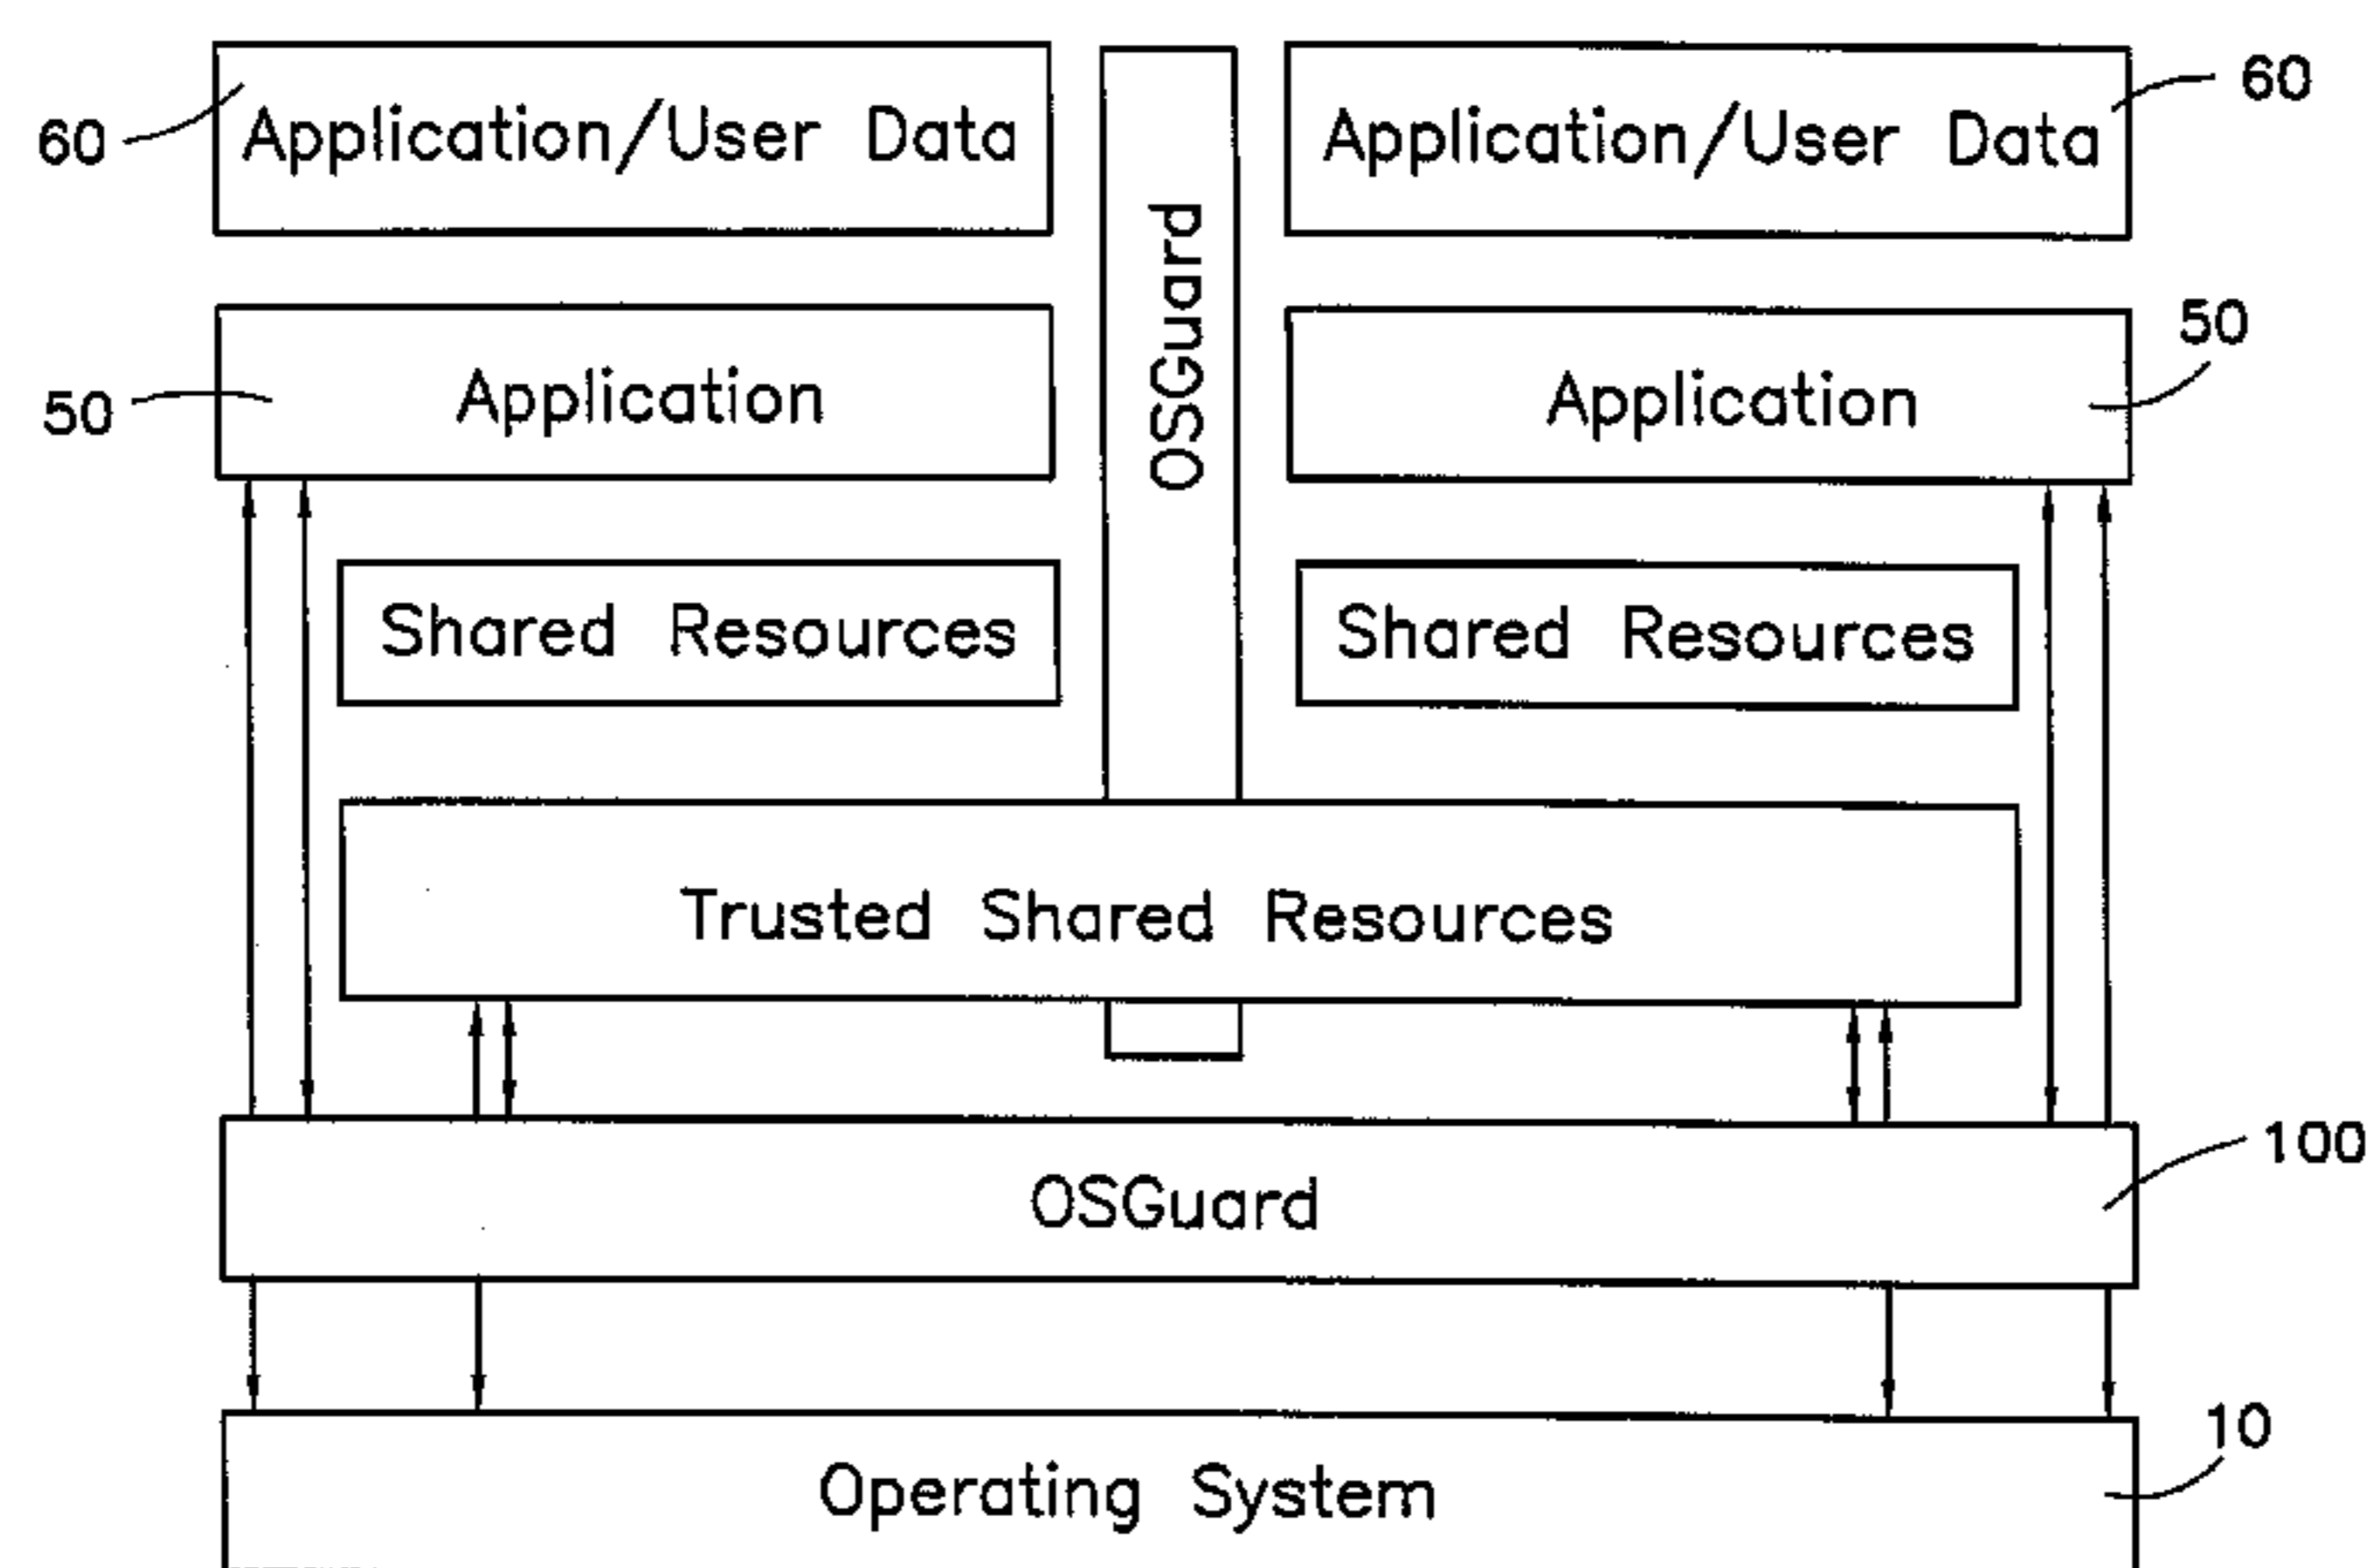 60
Application/User Data
Application/User Data
60
OSGuard
50
Application
Application
50
Shared Resources
Shared Resources
Trusted Shared Resources
OSGuard
100
Operating System
10